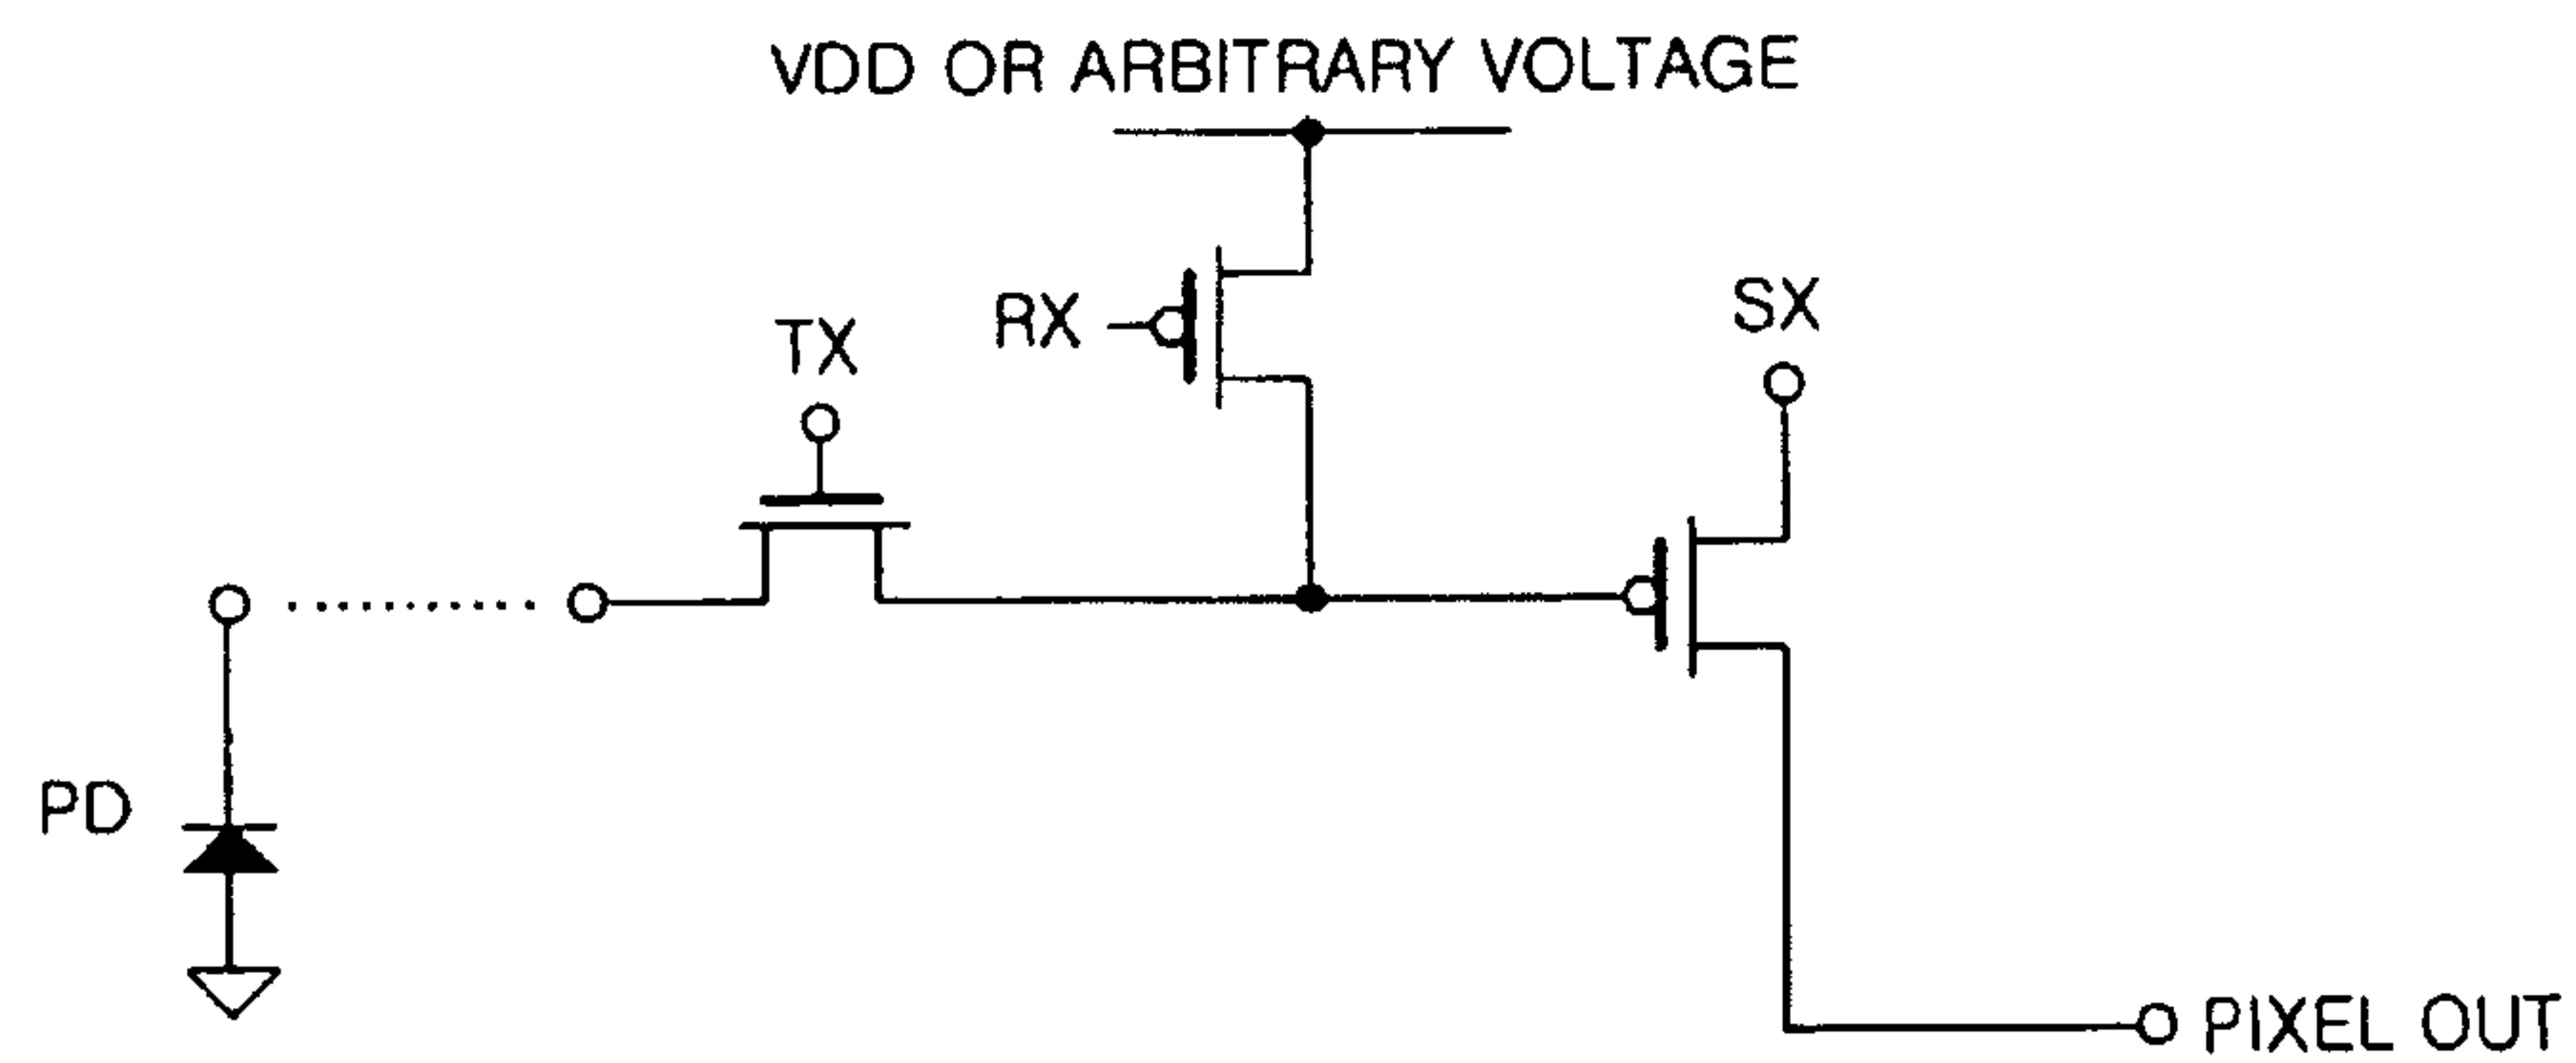 VDD OR ARBITRARY VOLTAGE
RX
SX
TX
PD
PIXEL OUT